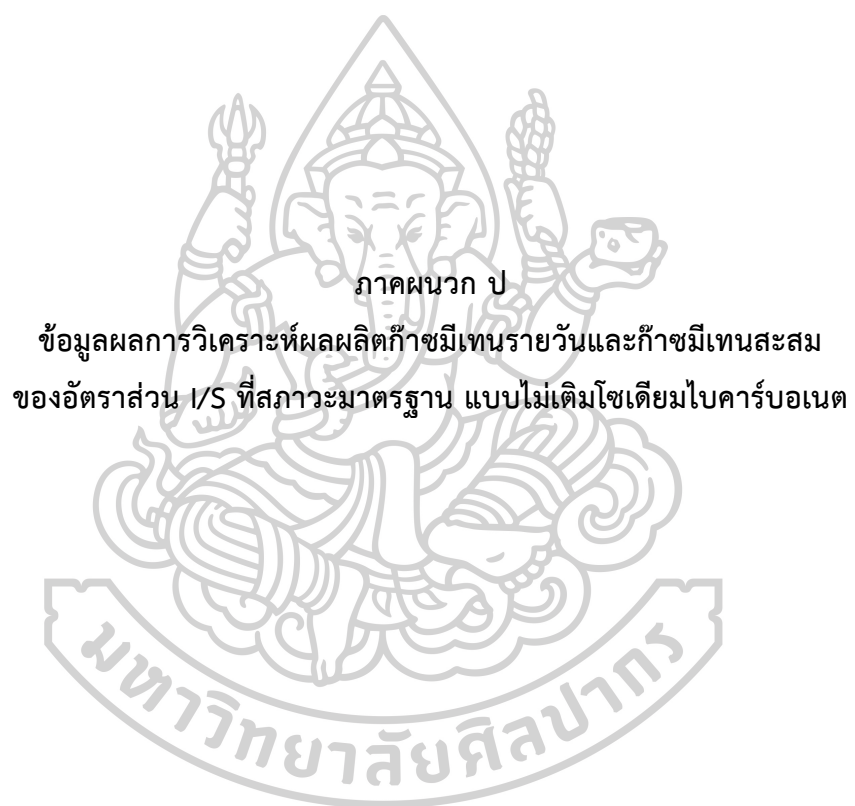 ภาคผนวก ป
ข้อมูลผลการวิเคราะห์ผลผลิตก๊าซมีเทนรายวันและก๊าซมีเทนสะสม
ของอัตราส่วน I/S ที่สภาวะมาตรฐาน แบบไม่เติมโซเดียมไบคาร์บอเนต
มหาวิทยาลัยศิลปากร